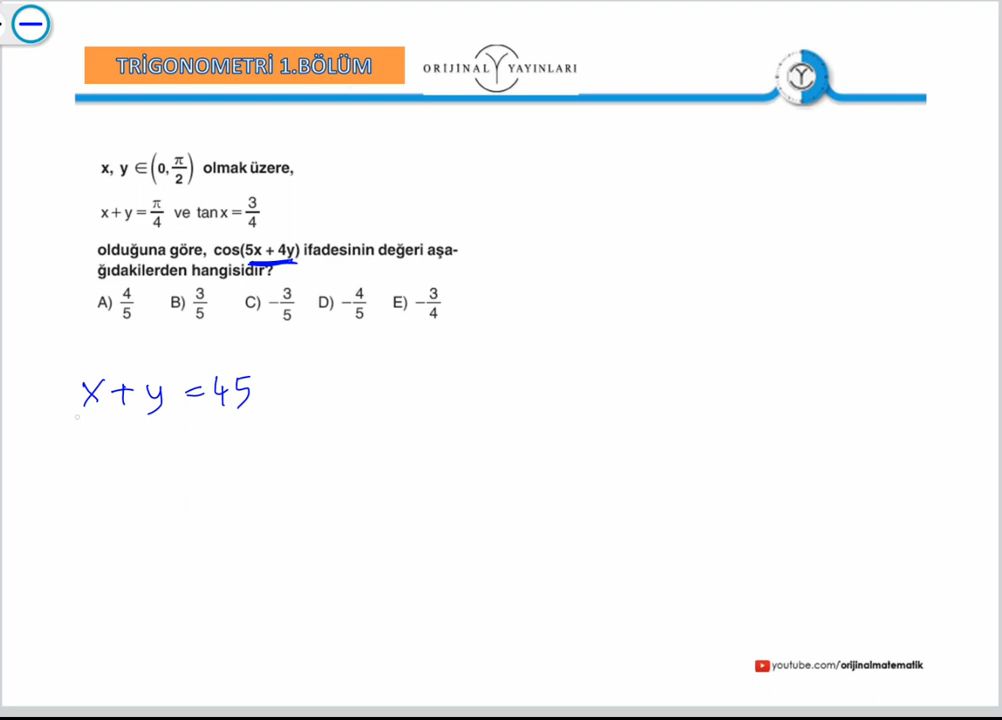 TRİGONOMETRİ 1.BÖLÜM
ORIJINAL YAYINLARI
x, y ∈ (0, π/2) olmak üzere,
x + y = π/4 ve tan x = 3/4
olduğuna göre, cos(5x + 4y) ifadesinin değeri aşa-
ğıdakilerden hangisidir?
A) 4/5 B) 3/5 C) −3/5 D) −4/5 E) −3/4
x + y = 45
youtube.com/orijinalmatematik